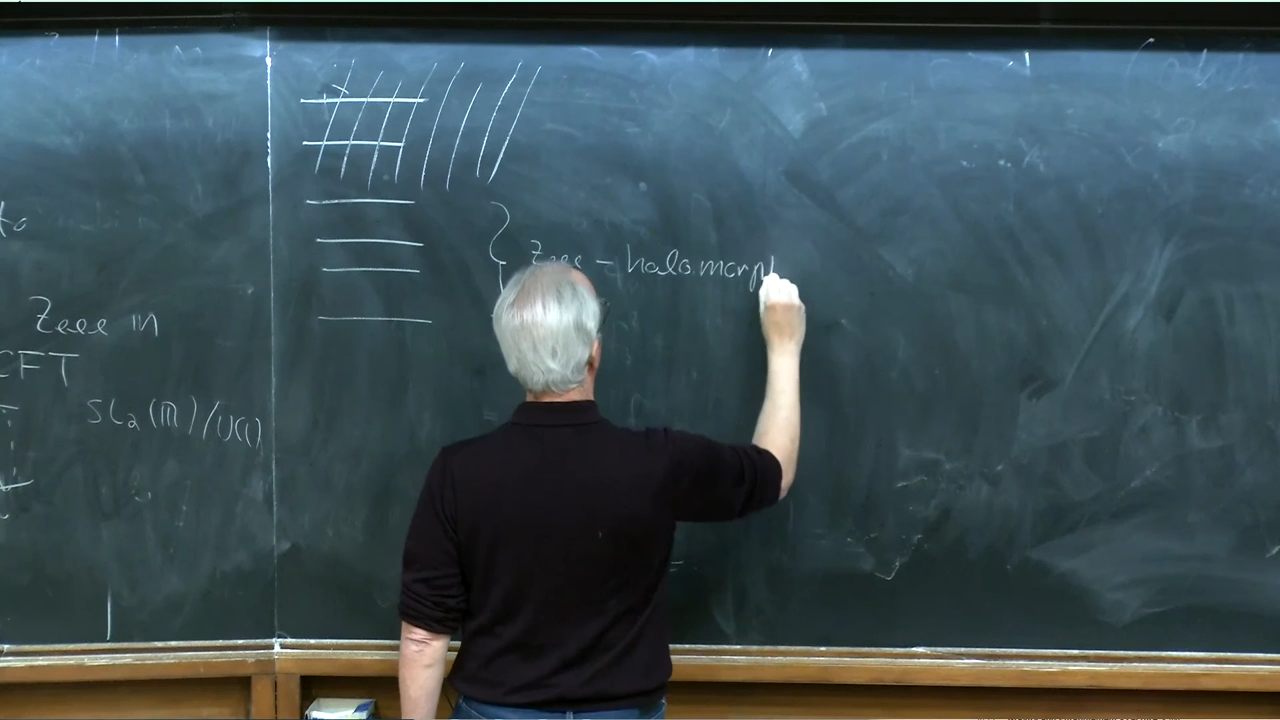 to
Zeee in
CFT
SL₂(ℝ)/U(1)
Zeee – holomorph